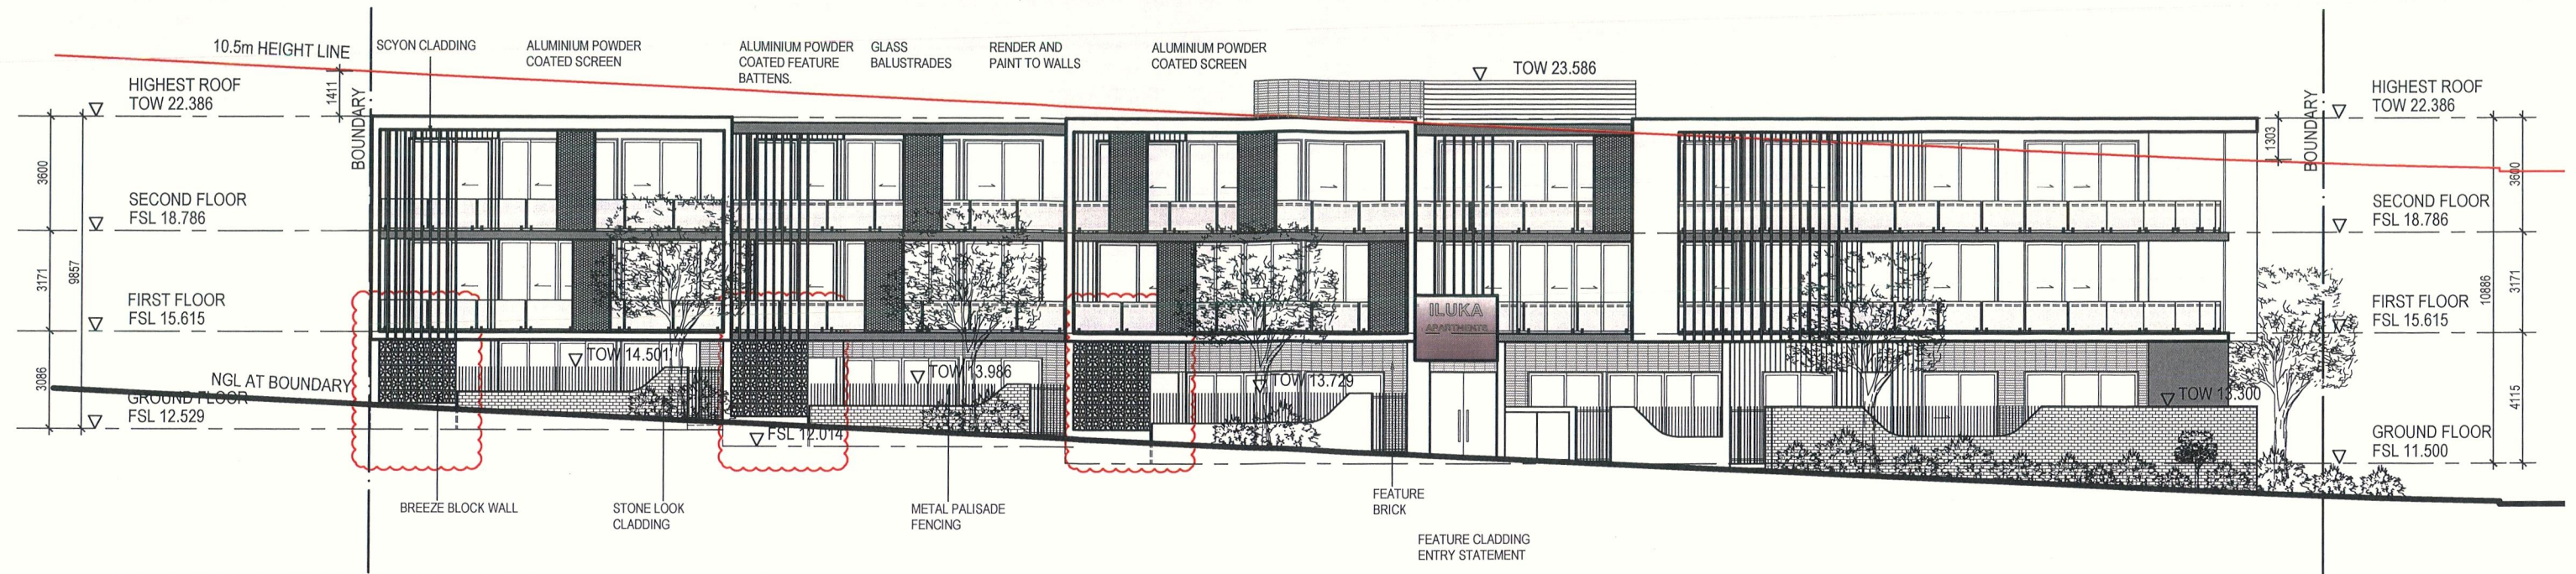 10.5m HEIGHT LINE
SCYON CLADDING
ALUMINIUM POWDER
COATED SCREEN
ALUMINIUM POWDER
COATED FEATURE
BATTENS.
GLASS
BALUSTRADES
RENDER AND
PAINT TO WALLS
ALUMINIUM POWDER
COATED SCREEN
TOW 23.586
HIGHEST ROOF
TOW 22.386
1411
BOUNDARY
3600
SECOND FLOOR
FSL 18.786
3171
9857
FIRST FLOOR
FSL 15.615
3086
NGL AT BOUNDARY
GROUND FLOOR
FSL 12.529
TOW 14.501
TOW 13.986
FSL 12.014
TOW 13.729
ILUKA
APARTMENTS
TOW 13.300
HIGHEST ROOF
TOW 22.386
1303
BOUNDARY
3600
SECOND FLOOR
FSL 18.786
3171
10886
FIRST FLOOR
FSL 15.615
4115
GROUND FLOOR
FSL 11.500
BREEZE BLOCK WALL
STONE LOOK
CLADDING
METAL PALISADE
FENCING
FEATURE
BRICK
FEATURE CLADDING
ENTRY STATEMENT